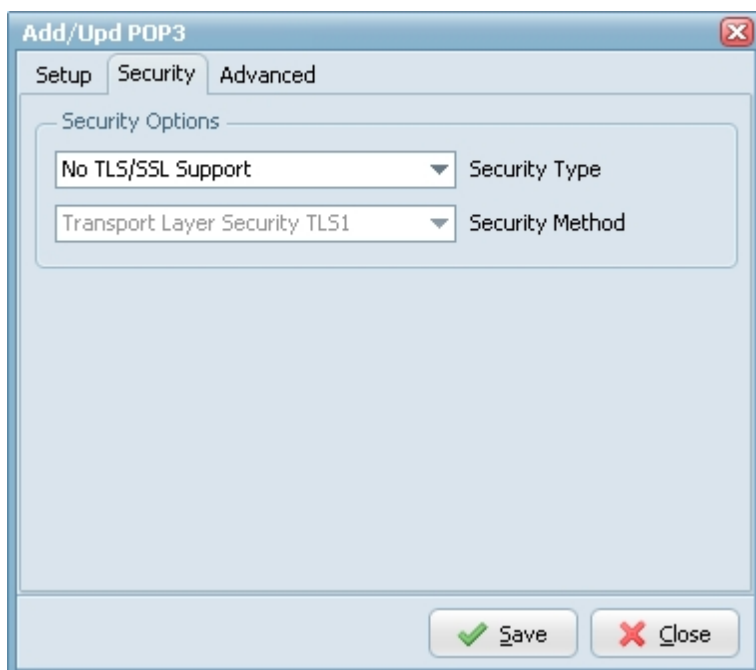 Add/Upd POP3
Setup Security Advanced
Security Options
No TLS/SSL Support Security Type
Transport Layer Security TLS1 Security Method
Save Close